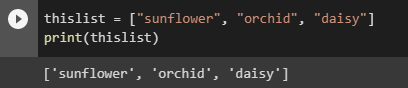 thislist = ["sunflower", "orchid", "daisy"]
print(thislist)
['sunflower', 'orchid', 'daisy']